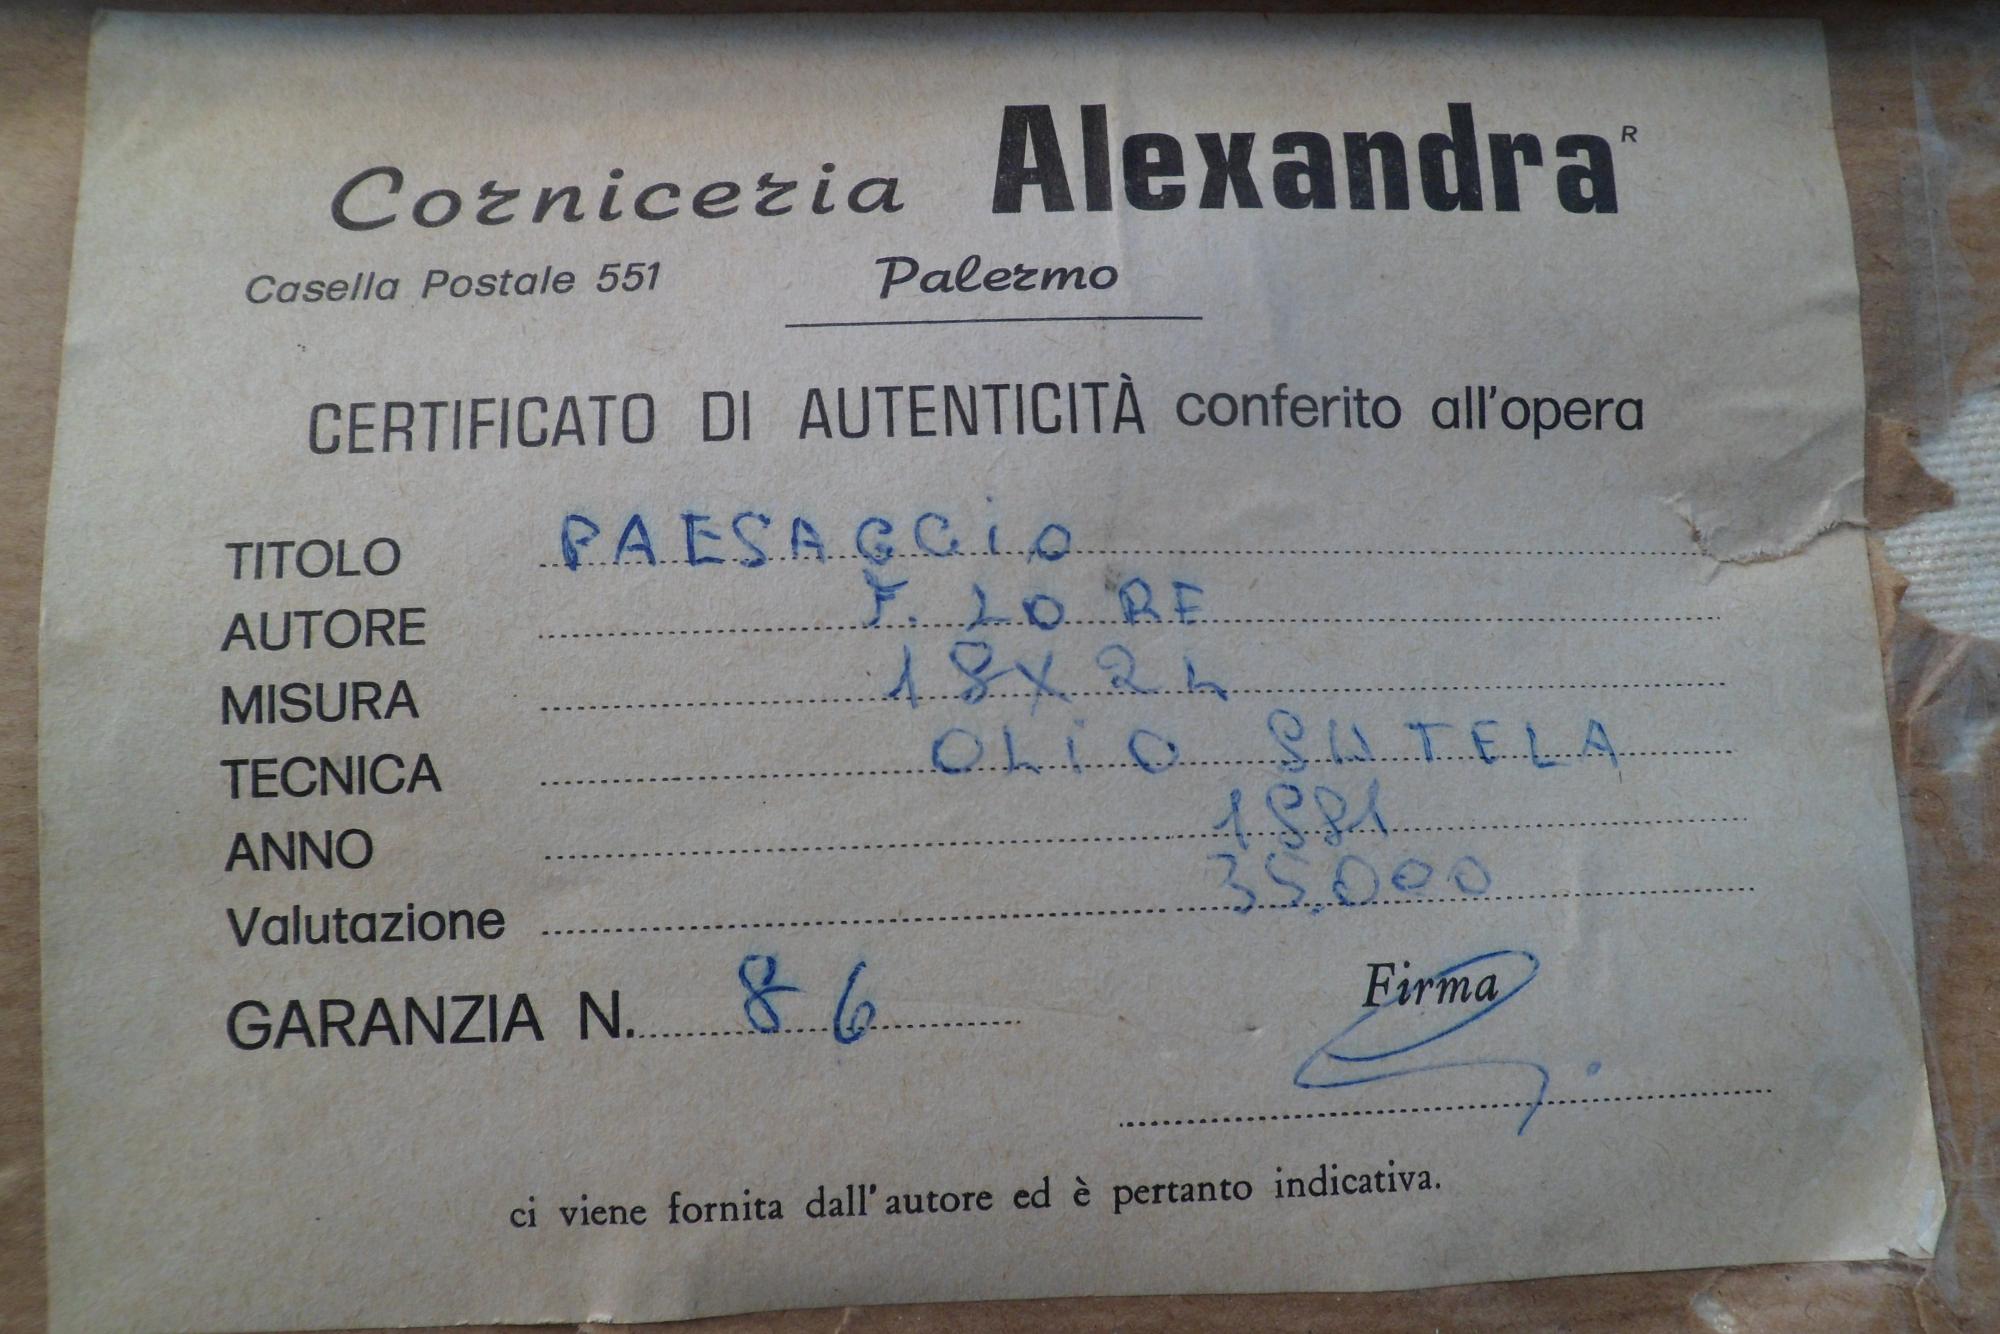 Corniceria Alexandra R
Casella Postale 551 Palermo
CERTIFICATO DI AUTENTICITÀ conferito all'opera
TITOLO PAESAGGIO
AUTORE F. LO RE
MISURA 18X24
TECNICA OLIO SU TELA
ANNO 1981
Valutazione 35.000
GARANZIA N. 86
Firma
ci viene fornita dall'autore ed è pertanto indicativa.